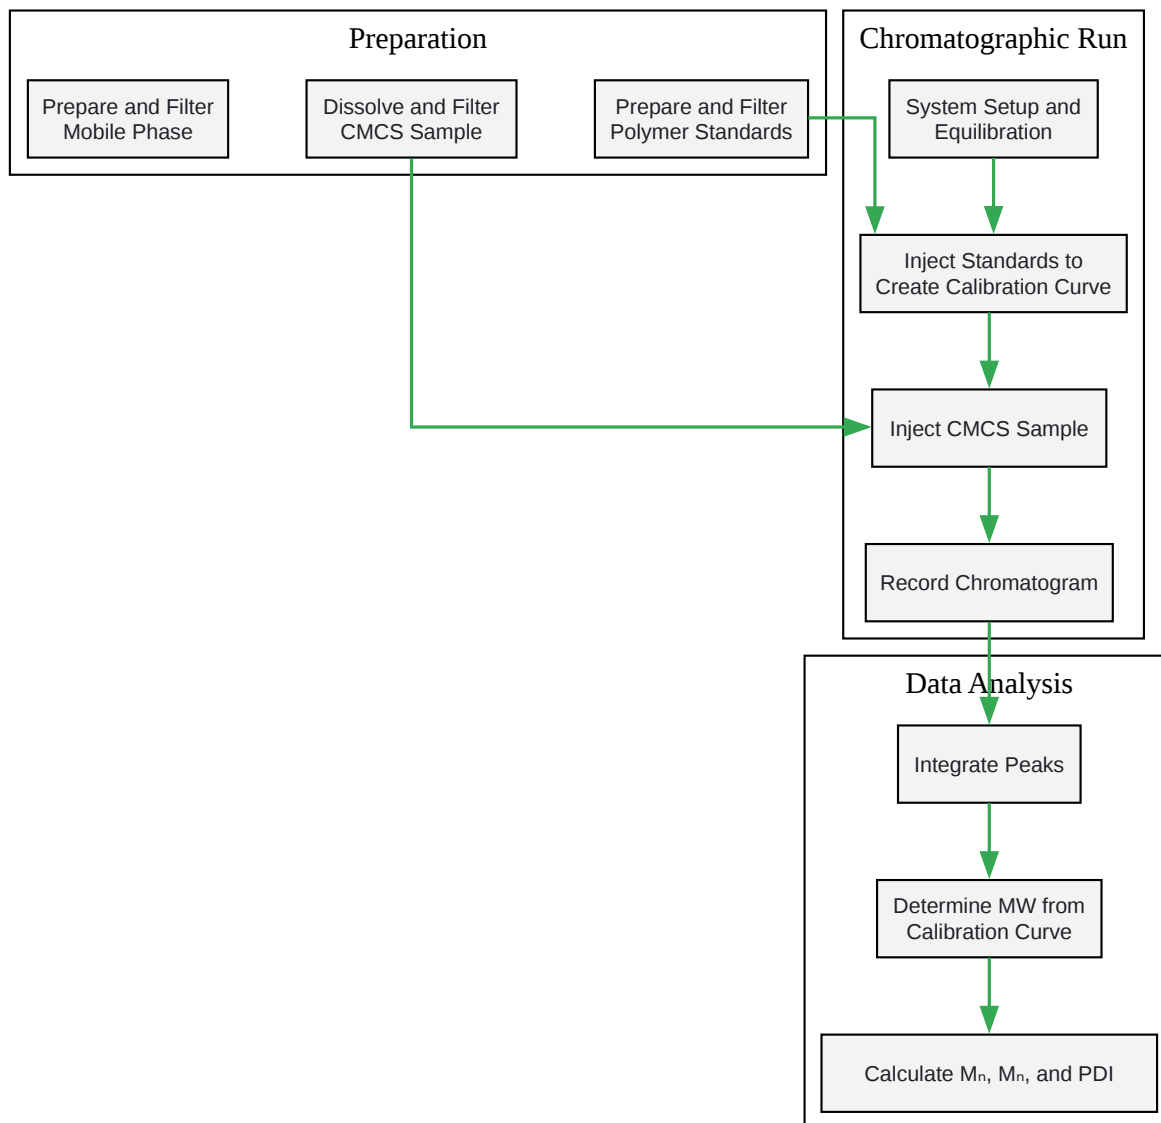 Preparation
Prepare and Filter
Mobile Phase
Dissolve and Filter
CMCS Sample
Prepare and Filter
Polymer Standards
Chromatographic Run
System Setup and
Equilibration
Inject Standards to
Create Calibration Curve
Inject CMCS Sample
Record Chromatogram
Data Analysis
Integrate Peaks
Determine MW from
Calibration Curve
Calculate Mₙ, Mₙ, and PDI